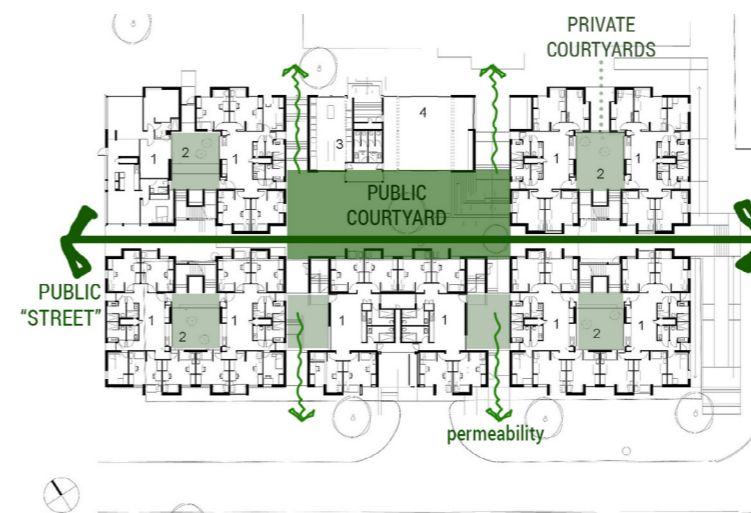 PRIVATE
COURTYARDS
4
3
1
2
1
1
2
1
PUBLIC
COURTYARD
PUBLIC
“STREET”
1
2
1
1
1
1
2
1
permeability